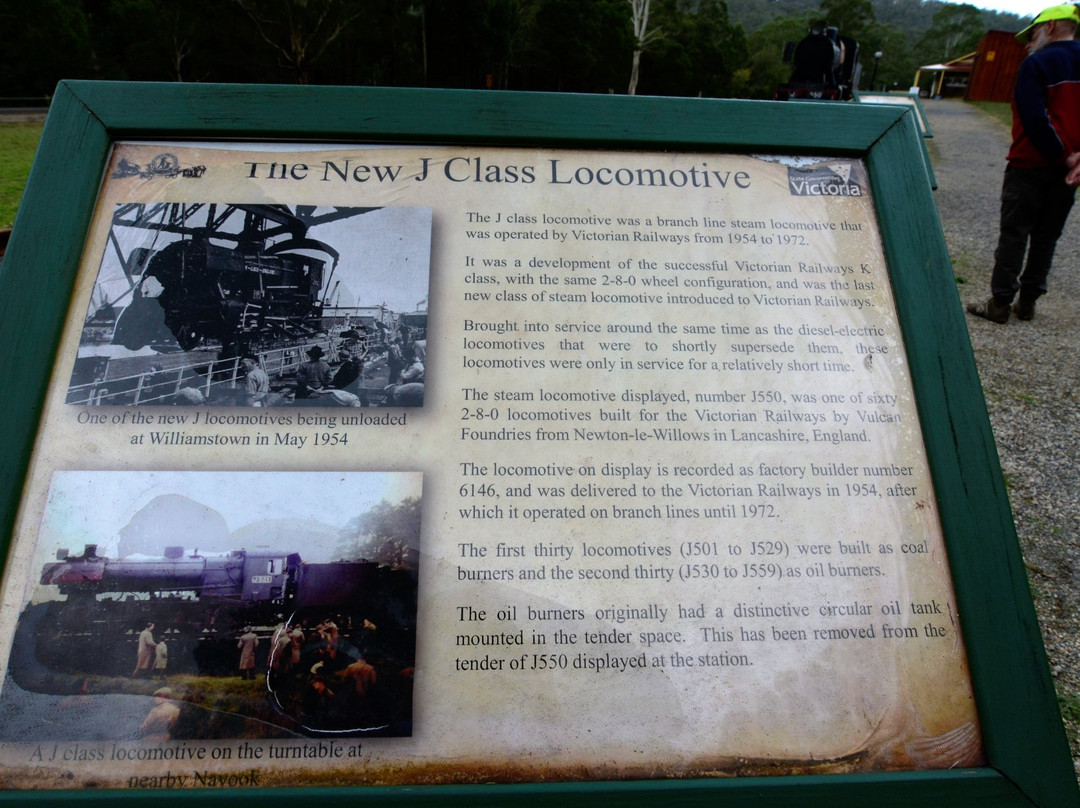 The New J Class Locomotive
State Government
Victoria
One of the new J locomotives being unloaded
at Williamstown in May 1954
A J class locomotive on the turntable at
nearby Nayook
The J class locomotive was a branch line steam locomotive that
was operated by Victorian Railways from 1954 to 1972.
It was a development of the successful Victorian Railways K
class, with the same 2-8-0 wheel configuration, and was the last
new class of steam locomotive introduced to Victorian Railways.
Brought into service around the same time as the diesel-electric
locomotives that were to shortly supersede them, these
locomotives were only in service for a relatively short time.
The steam locomotive displayed, number J550, was one of sixty
2-8-0 locomotives built for the Victorian Railways by Vulcan
Foundries from Newton-le-Willows in Lancashire, England.
The locomotive on display is recorded as factory builder number
6146, and was delivered to the Victorian Railways in 1954, after
which it operated on branch lines until 1972.
The first thirty locomotives (J501 to J529) were built as coal
burners and the second thirty (J530 to J559) as oil burners.
The oil burners originally had a distinctive circular oil tank
mounted in the tender space. This has been removed from the
tender of J550 displayed at the station.